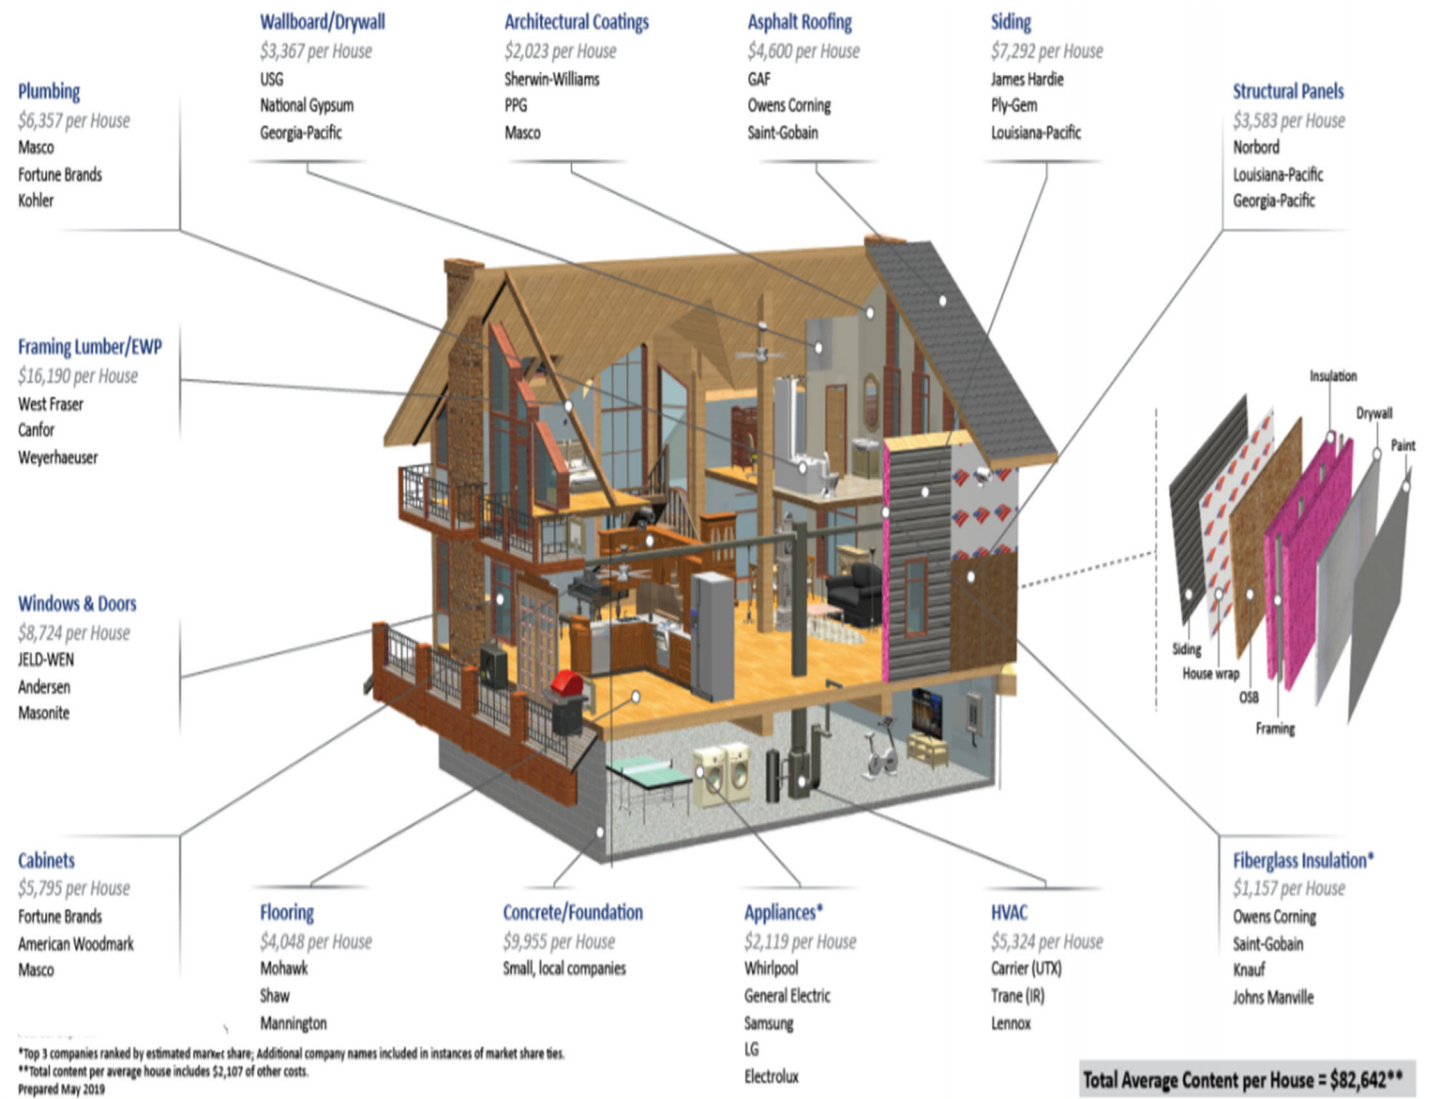 Wallboard/Drywall
$3,367 per House
USG
National Gypsum
Georgia-Pacific
Architectural Coatings
$2,023 per House
Sherwin-Williams
PPG
Masco
Asphalt Roofing
$4,600 per House
GAF
Owens Corning
Saint-Gobain
Siding
$7,292 per House
James Hardie
Ply-Gem
Louisiana-Pacific
Plumbing
$6,357 per House
Masco
Fortune Brands
Kohler
Structural Panels
$3,583 per House
Norbord
Louisiana-Pacific
Georgia-Pacific
Framing Lumber/EWP
$16,190 per House
West Fraser
Canfor
Weyerhaeuser
Insulation
Drywall
Paint
Siding
House wrap
OSB
Framing
Windows & Doors
$8,724 per House
JELD-WEN
Andersen
Masonite
Cabinets
$5,795 per House
Fortune Brands
American Woodmark
Masco
Flooring
$4,048 per House
Mohawk
Shaw
Mannington
Concrete/Foundation
$9,955 per House
Small, local companies
Appliances*
$2,119 per House
Whirlpool
General Electric
Samsung
LG
Electrolux
HVAC
$5,324 per House
Carrier (UTX)
Trane (IR)
Lennox
Fiberglass Insulation*
$1,157 per House
Owens Corning
Saint-Gobain
Knauf
Johns Manville
*Top 3 companies ranked by estimated market share; Additional company names included in instances of market share ties.
**Total content per average house includes $2,107 of other costs.
Prepared May 2019
Total Average Content per House = $82,642**